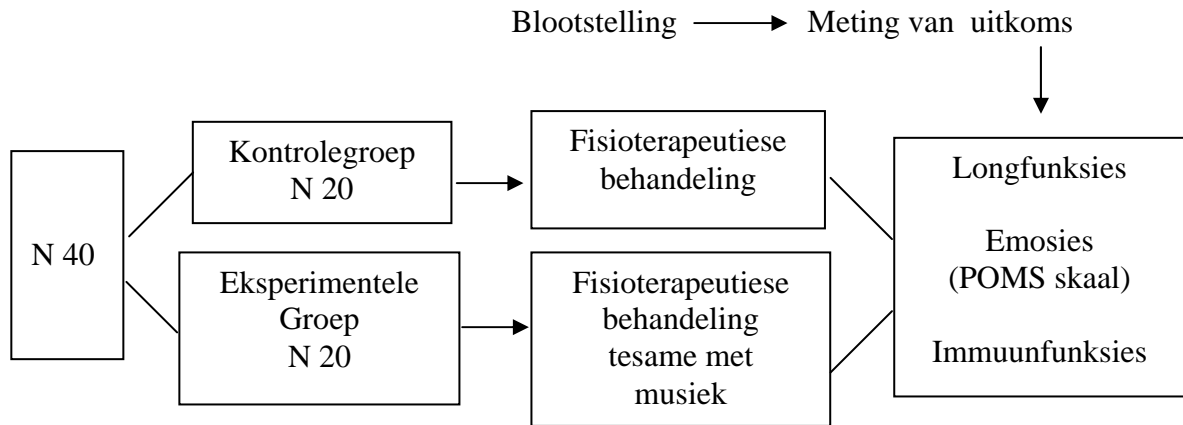 Blootstelling Meting van uitkoms
N 40
Kontrolegroep
N 20
Fisioterapeutiese
behandeling
Eksperimentele
Groep
N 20
Fisioterapeutiese
behandeling
tesame met
musiek
Longfunksies
Emosies
(POMS skaal)
Immuunfunksies